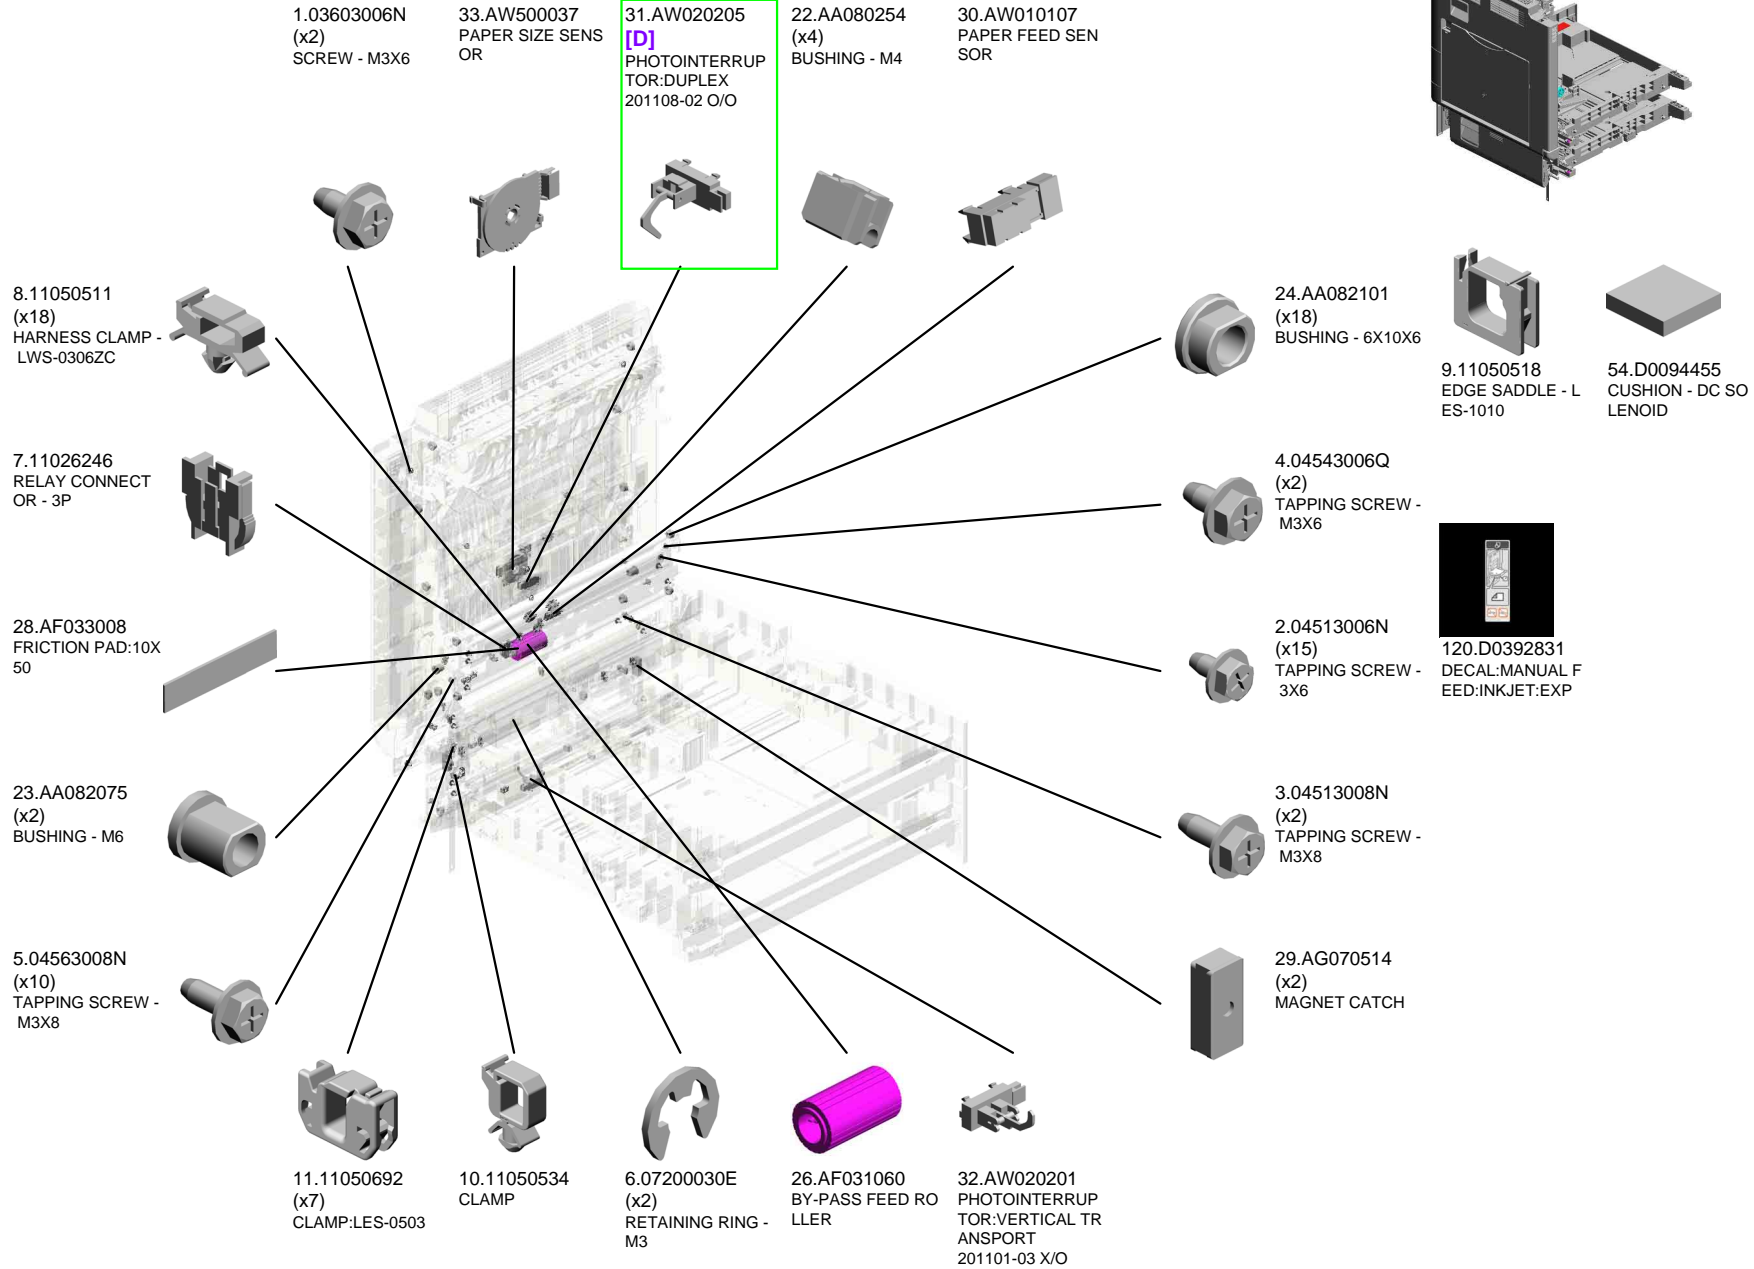 1.03603006N
(x2)
SCREW - M3X6
33.AW500037
PAPER SIZE SENS
OR
31.AW020205
[D]
PHOTOINTERRUP
TOR:DUPLEX
201108-02 O/O
22.AA080254
(x4)
BUSHING - M4
30.AW010107
PAPER FEED SEN
SOR
8.11050511
(x18)
HARNESS CLAMP -
LWS-0306ZC
24.AA082101
(x18)
BUSHING - 6X10X6
9.11050518
EDGE SADDLE - L
ES-1010
54.D0094455
CUSHION - DC SO
LENOID
7.11026246
RELAY CONNECT
OR - 3P
4.04543006Q
(x2)
TAPPING SCREW -
M3X6
28.AF033008
FRICTION PAD:10X
50
2.04513006N
(x15)
TAPPING SCREW -
3X6
120.D0392831
DECAL:MANUAL F
EED:INKJET:EXP
23.AA082075
(x2)
BUSHING - M6
3.04513008N
(x2)
TAPPING SCREW -
M3X8
5.04563008N
(x10)
TAPPING SCREW -
M3X8
29.AG070514
(x2)
MAGNET CATCH
11.11050692
(x7)
CLAMP:LES-0503
10.11050534
CLAMP
6.07200030E
(x2)
RETAINING RING -
M3
26.AF031060
BY-PASS FEED RO
LLER
32.AW020201
PHOTOINTERRUP
TOR:VERTICAL TR
ANSPORT
201101-03 X/O